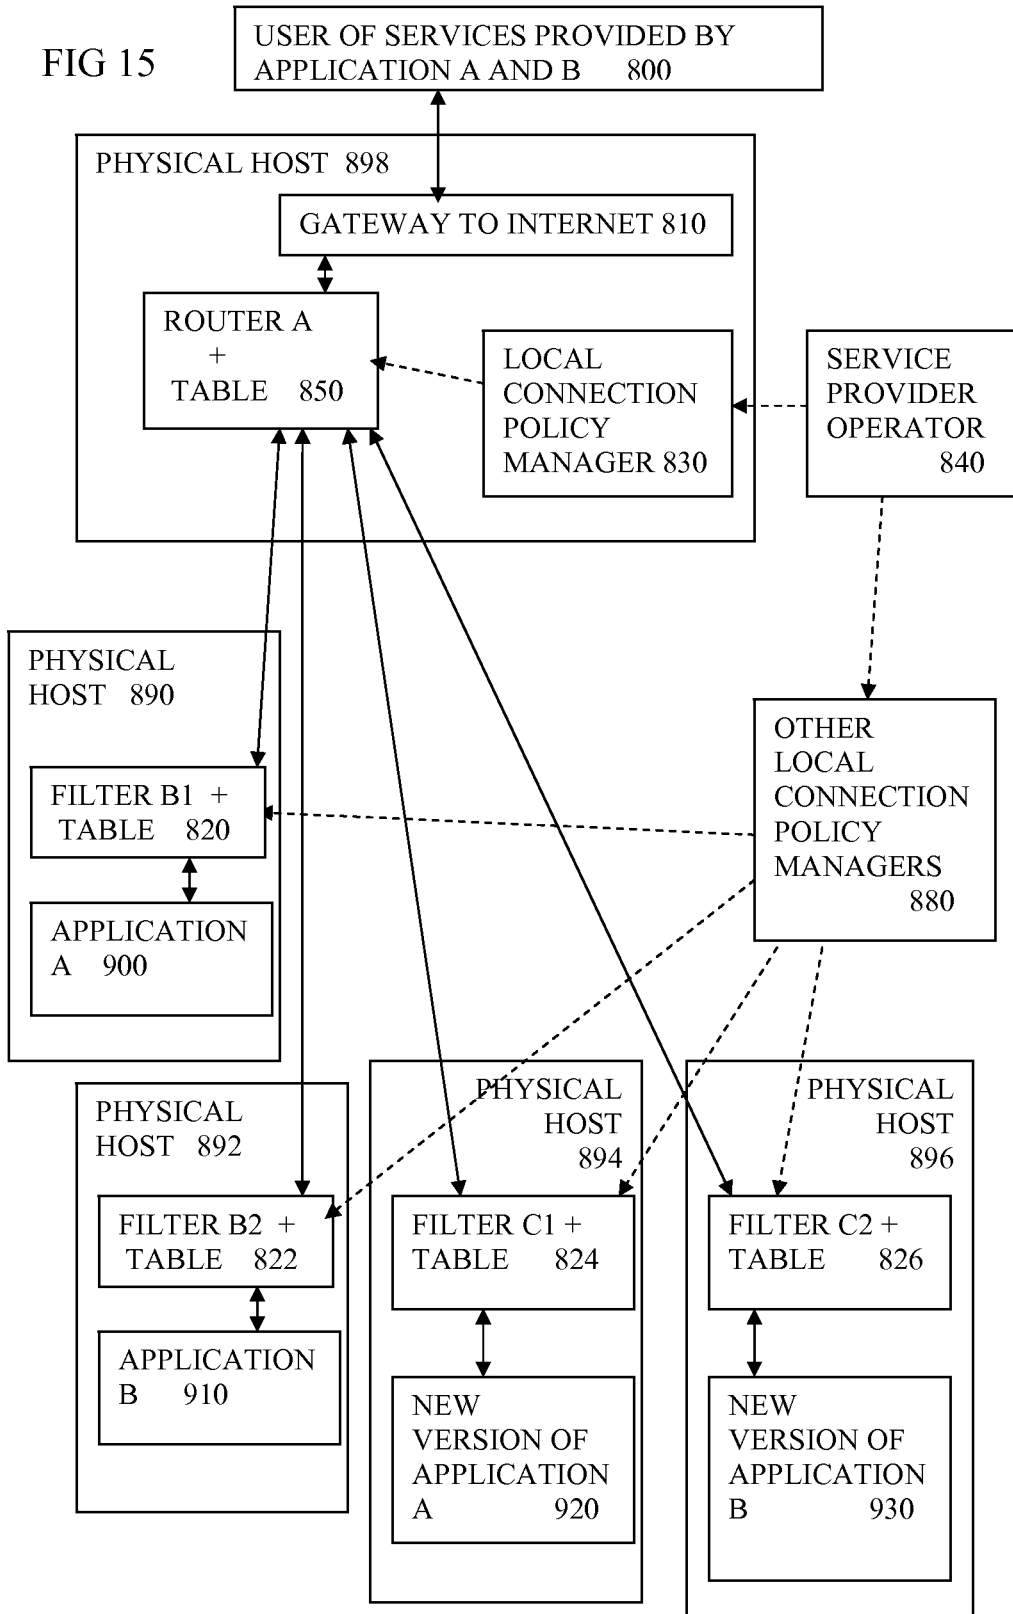 FIG 15
USER OF SERVICES PROVIDED BY
APPLICATION A AND B 800
PHYSICAL HOST 898
GATEWAY TO INTERNET 810
ROUTER A
+
TABLE 850
LOCAL
CONNECTION
POLICY
MANAGER 830
SERVICE
PROVIDER
OPERATOR
840
PHYSICAL
HOST 890
FILTER B1 +
TABLE 820
APPLICATION
A 900
OTHER
LOCAL
CONNECTION
POLICY
MANAGERS
880
PHYSICAL
HOST 892
FILTER B2 +
TABLE 822
APPLICATION
B 910
PHYSICAL
HOST
894
FILTER C1 +
TABLE 824
NEW
VERSION OF
APPLICATION
A 920
PHYSICAL
HOST
896
FILTER C2 +
TABLE 826
NEW
VERSION OF
APPLICATION
B 930